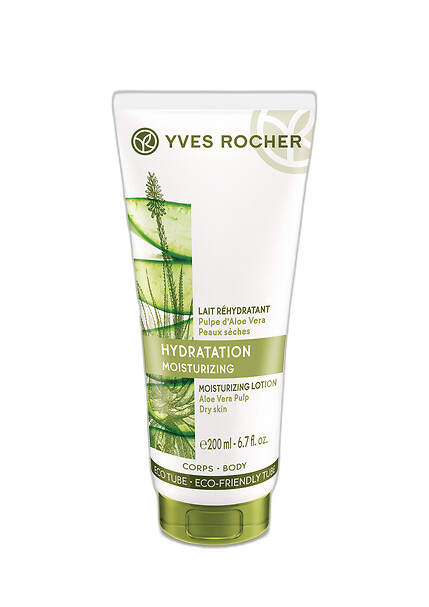 YVES ROCHER
LAIT RÉHYDRATANT
Pulpe d'Aloe Vera
Peaux sèches
HYDRATATION
MOISTURIZING
MOISTURIZING LOTION
Aloe Vera Pulp
Dry skin
℮200 ml - 6.7 fl. oz.
CORPS • BODY
ECO TUBE • ECO-FRIENDLY TUBE